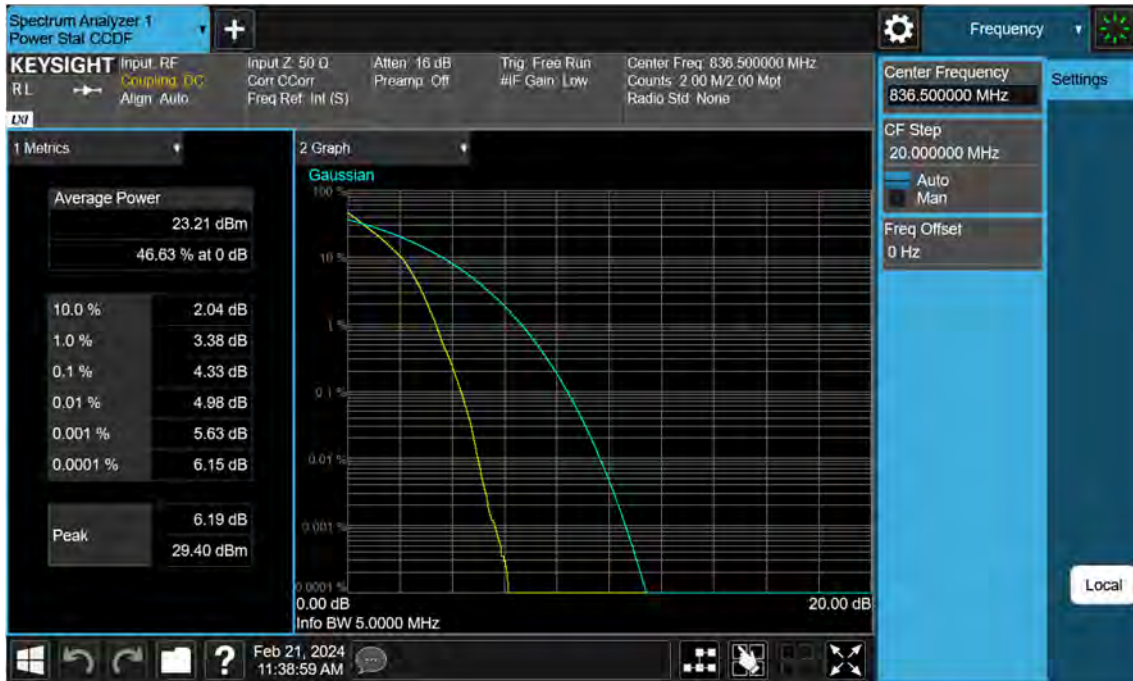 Spectrum Analyzer 1
Power Stat CCDF
+
Frequency
KEYSIGHT
RL
LXI
Input: RF
Coupling: DC
Align: Auto
Input Z: 50 Ω
Corr CCorr
Freq Ref: Int (S)
Atten: 16 dB
Preamp: Off
Trig: Free Run
#IF Gain: Low
Center Freq: 836.500000 MHz
Counts: 2.00 M/2.00 Mpt
Radio Std: None
Center Frequency
836.500000 MHz
Settings
CF Step
20.000000 MHz
Auto
Man
Freq Offset
0 Hz
Local
1 Metrics
Average Power
23.21 dBm
46.63 % at 0 dB
10.0 % 2.04 dB
1.0 % 3.38 dB
0.1 % 4.33 dB
0.01 % 4.98 dB
0.001 % 5.63 dB
0.0001 % 6.15 dB
Peak
6.19 dB
29.40 dBm
2 Graph
Gaussian
100 %
10 %
1 %
0.1 %
0.01 %
0.001 %
0.0001 %
0.00 dB 20.00 dB
Info BW 5.0000 MHz
?
Feb 21, 2024
11:38:59 AM